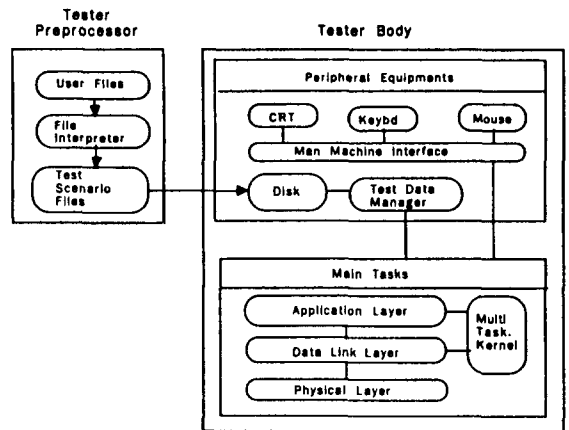 Tester
Preprocessor
User Files
File
Interpreter
Test
Scenario
Files
Tester Body
Peripheral Equipments
CRT
Keybd
Mouse
Man Machine Interface
Disk
Test Data
Manager
Main Tasks
Application Layer
Multi
Task.
Kernel
Data Link Layer
Physical Layer